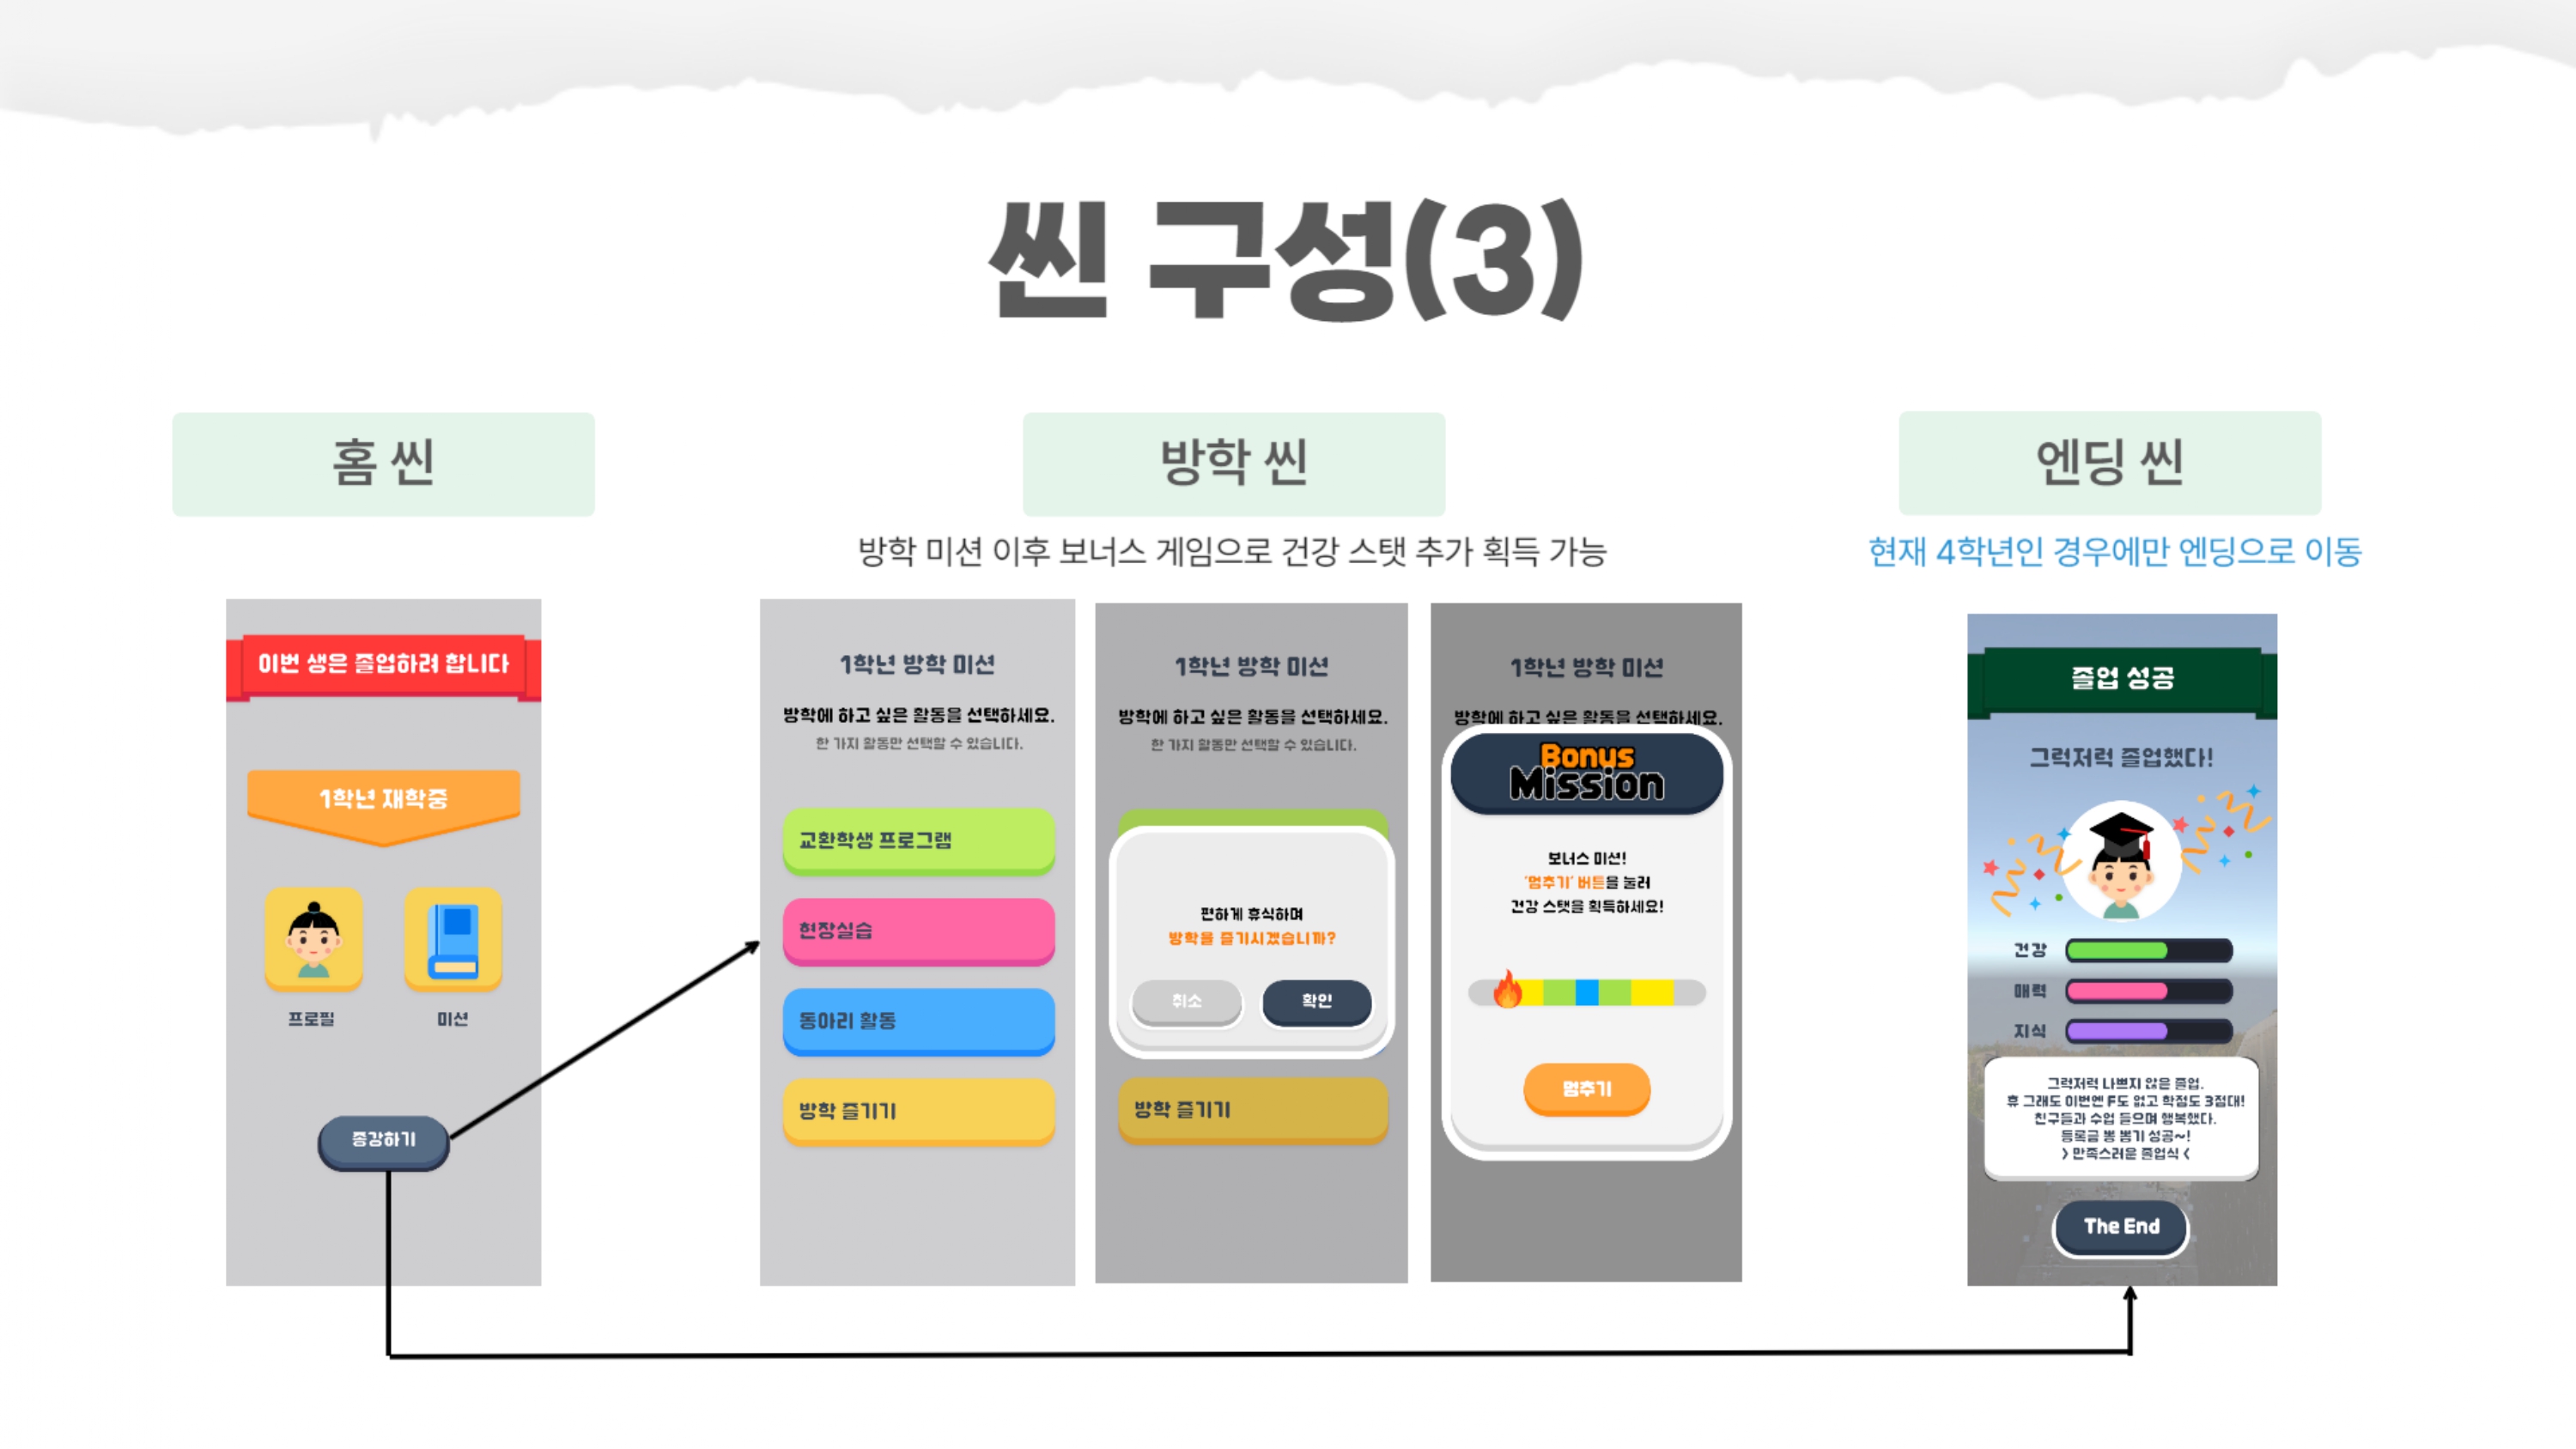 씬 구성(3)
홈 씬
이번 생은 졸업하려 합니다
1학년 재학중
프로필
미션
종강하기
방학 씬
방학 미션 이후 보너스 게임으로 건강 스탯 추가 획득 가능
1학년 방학 미션
방학에 하고 싶은 활동을 선택하세요.
한 가지 활동만 선택할 수 있습니다.
교환학생 프로그램
현장실습
동아리 활동
방학 즐기기
1학년 방학 미션
방학에 하고 싶은 활동을 선택하세요.
한 가지 활동만 선택할 수 있습니다.
편하게 휴식하며
방학을 즐기시겠습니까?
취소
확인
방학 즐기기
1학년 방학 미션
방학에 하고 싶은 활동을 선택하세요.
Bonus
Mission
보너스 미션!
'멈추기' 버튼을 눌러
건강 스탯을 획득하세요!
멈추기
엔딩 씬
현재 4학년인 경우에만 엔딩으로 이동
졸업 성공
그럭저럭 졸업했다!
건강
매력
지식
그럭저럭 나쁘지 않은 졸업.
휴 그래도 이번엔 F도 없고 학점도 3점대!
친구들과 수업 들으며 행복했다.
등록금 뽕 뽑기 성공~!
> 만족스러운 졸업식 <
The End